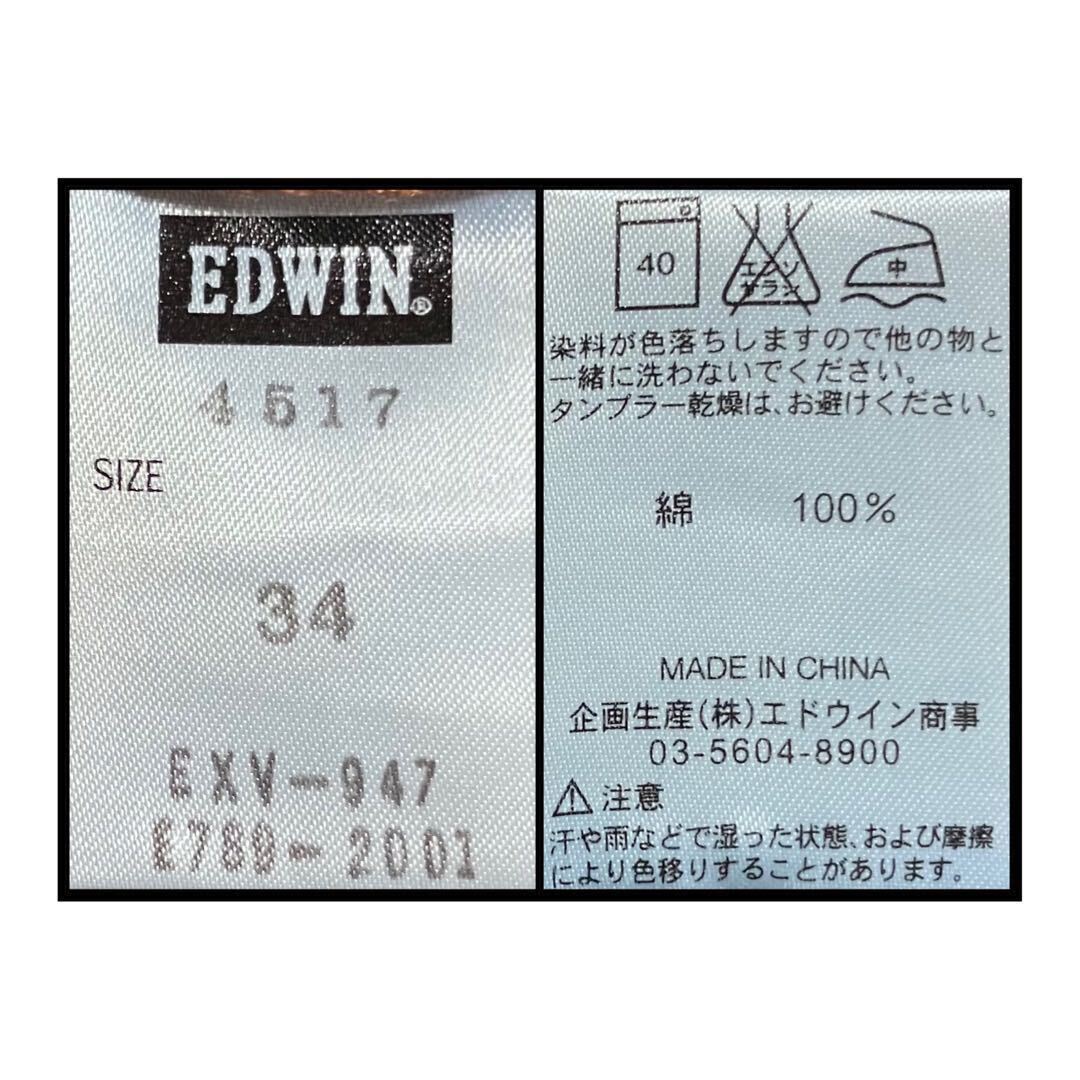 EDWIN®
4517
SIZE
34
EXV-947
E789-2001
40
エンソ
サラシ
中
染料が色落ちしますので他の物と
一緒に洗わないでください。
タンブラー乾燥は、お避けください。
綿 100%
MADE IN CHINA
企画生産(株)エドウイン商事
03-5604-8900
注意
汗や雨などで湿った状態、および摩擦
により色移りすることがあります。